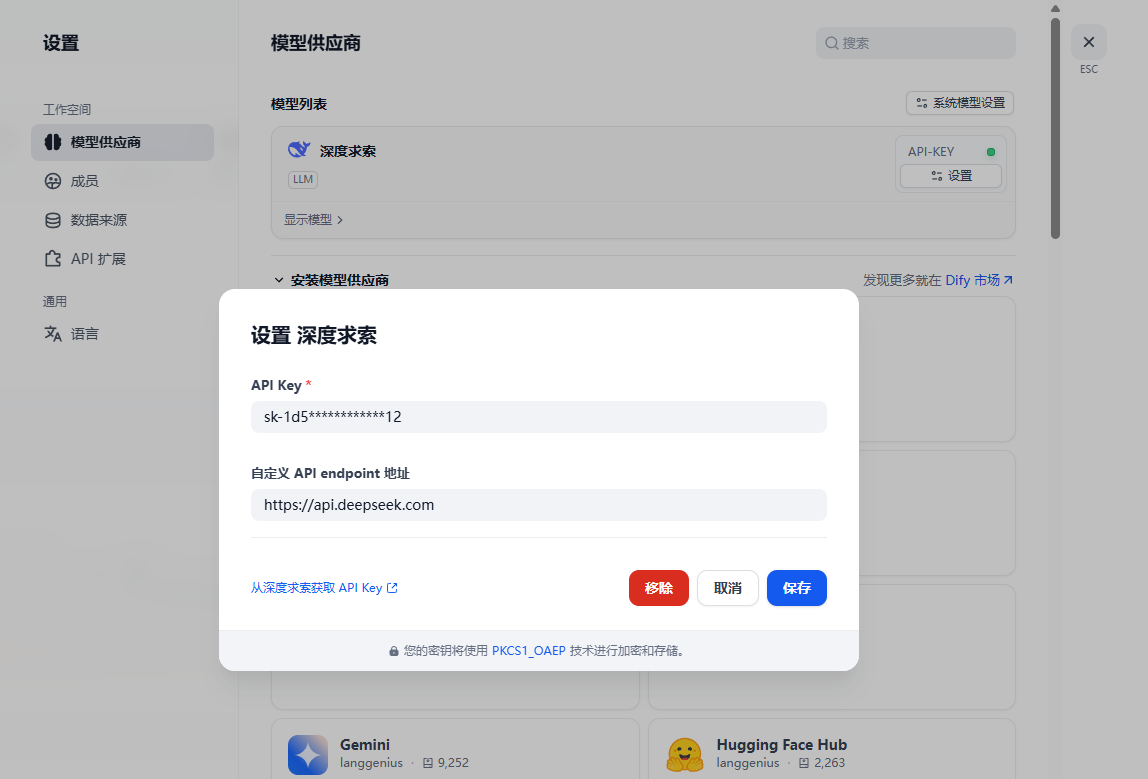 设置
工作空间
模型供应商
成员
数据来源
API 扩展
通用
语言
模型供应商
搜索
ESC
模型列表
系统模型设置
深度求索
LLM
API-KEY
设置
显示模型
安装模型供应商
发现更多就在 Dify 市场
设置 深度求索
API Key *
sk-1d5************12
自定义 API endpoint 地址
https://api.deepseek.com
从深度求索获取 API Key
移除
取消
保存
您的密钥将使用 PKCS1_OAEP 技术进行加密和存储。
Gemini
langgenius · 9,252
Hugging Face Hub
langgenius · 2,263